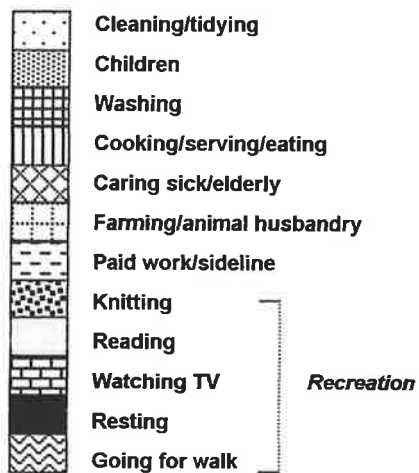 Cleaning/tidying
Children
Washing
Cooking/serving/eating
Caring sick/elderly
Farming/animal husbandry
Paid work/sideline
Knitting
Reading
Watching TV
Recreation
Resting
Going for walk